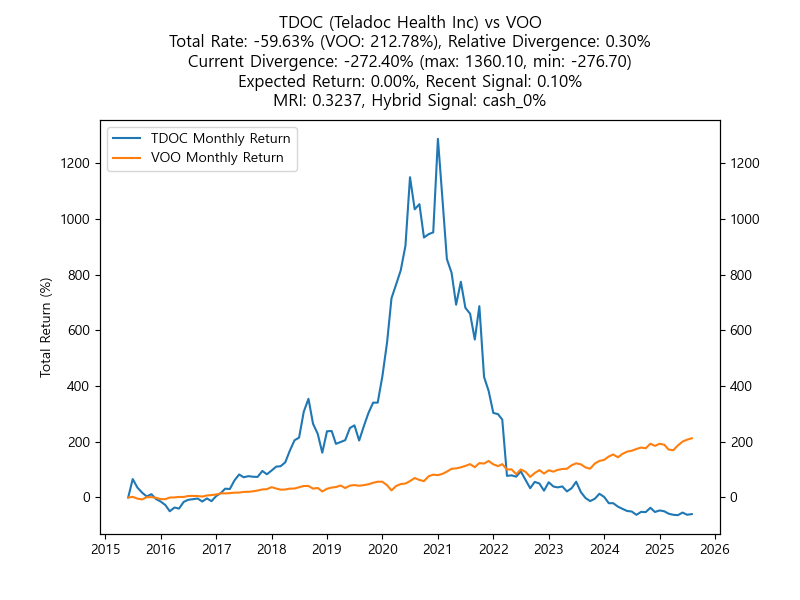 TDOC (Teladoc Health Inc) vs VOO
Total Rate: -59.63% (VOO: 212.78%), Relative Divergence: 0.30%
Current Divergence: -272.40% (max: 1360.10, min: -276.70)
Expected Return: 0.00%, Recent Signal: 0.10%
MRI: 0.3237, Hybrid Signal: cash_0%
TDOC Monthly Return
VOO Monthly Return
1200 1200
1000 1000
800 800
600 600
400 400
200 200
0 0
Total Return (%)
2015 2016 2017 2018 2019 2020 2021 2022 2023 2024 2025 2026